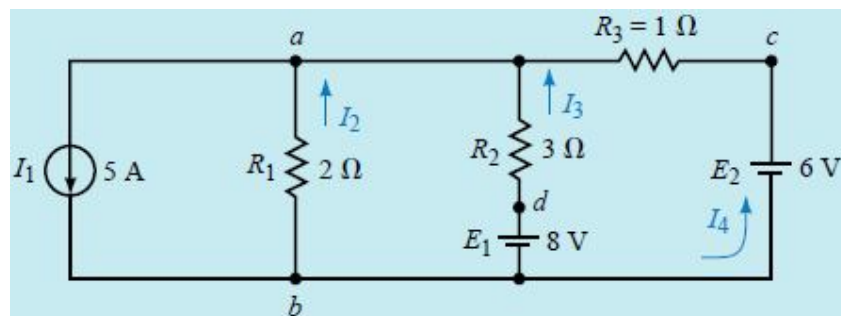 R3 = 1 Ω
a
c
I2
I3
I1
5 A
R1
2 Ω
R2
3 Ω
E2
6 V
d
I4
E1
8 V
b